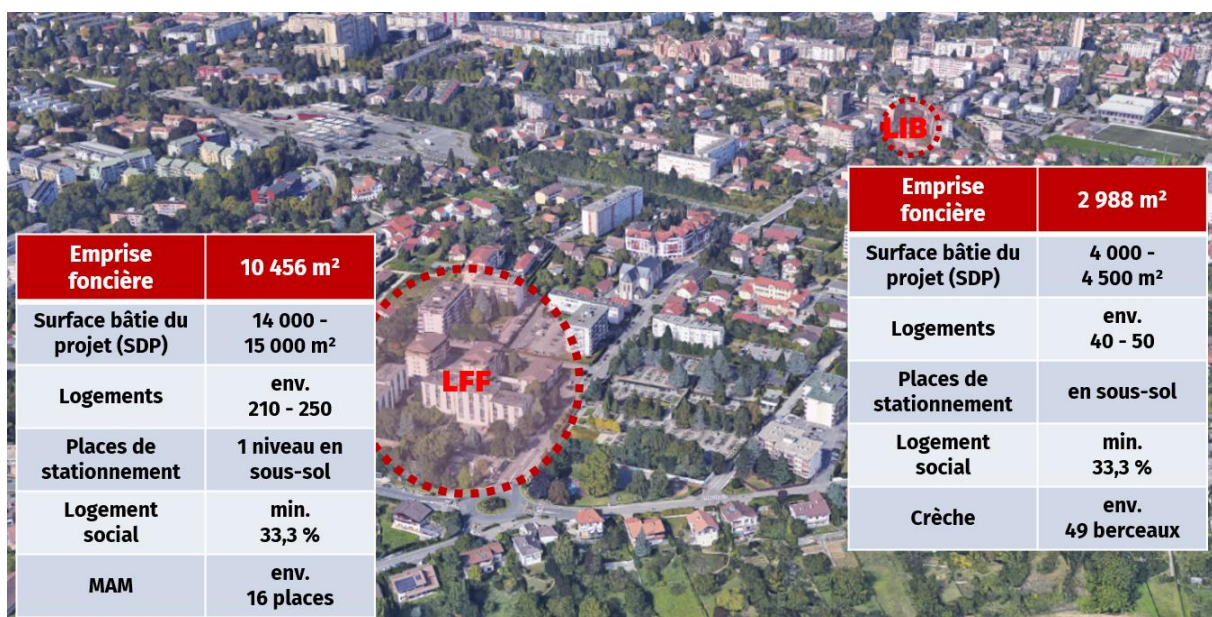 LIB
Emprise
foncière
2 988 m²
Surface bâtie du
projet (SDP)
4 000 -
4 500 m²
Logements
env.
40 - 50
Places de
stationnement
en sous-sol
Logement
social
min.
33,3 %
Crèche
env.
49 berceaux
LFF
Emprise
foncière
10 456 m²
Surface bâtie du
projet (SDP)
14 000 -
15 000 m²
Logements
env.
210 - 250
Places de
stationnement
1 niveau en
sous-sol
Logement
social
min.
33,3 %
MAM
env.
16 places